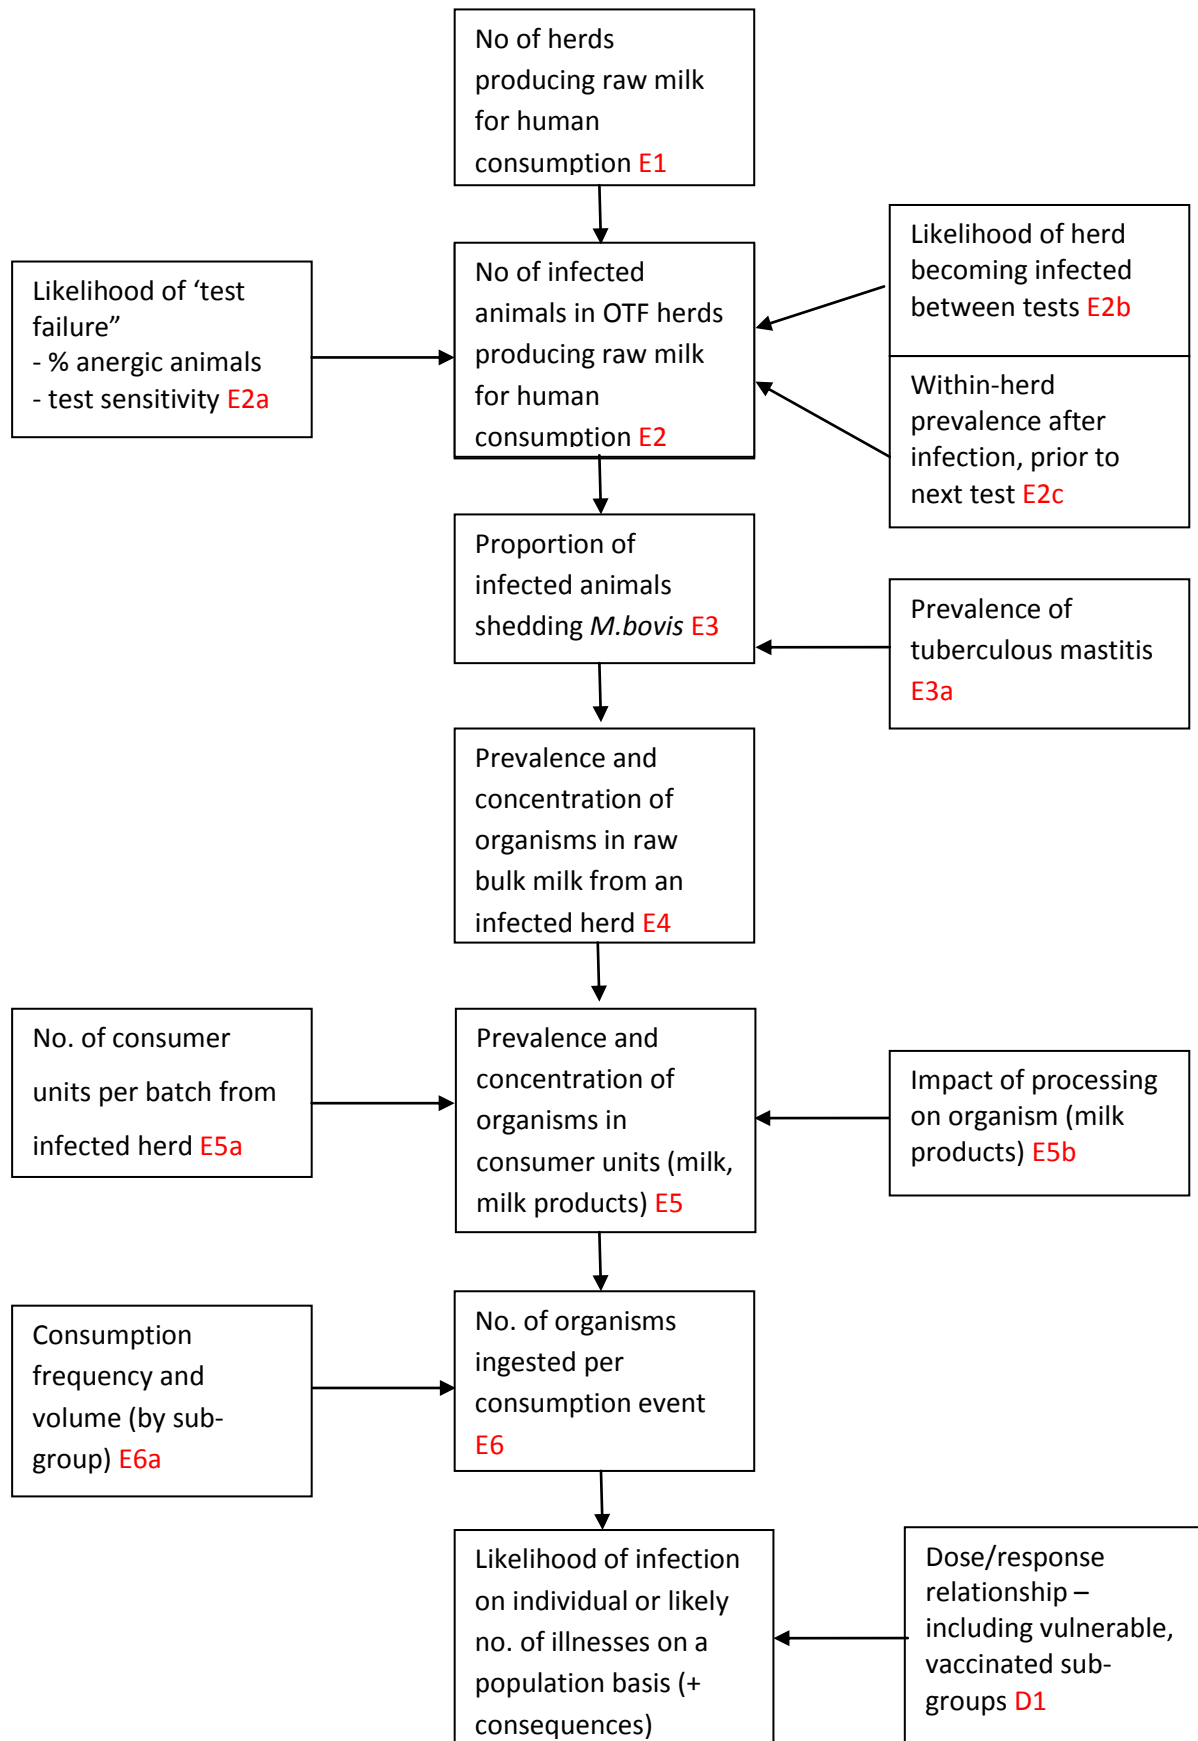 No of herds
producing raw milk
for human
consumption E1
Likelihood of herd
becoming infected
between tests E2b
No of infected
animals in OTF herds
producing raw milk
for human
consumption E2
Likelihood of ‘test
failure”
- % anergic animals
- test sensitivity E2a
Within-herd
prevalence after
infection, prior to
next test E2c
Proportion of
infected animals
shedding M.bovis E3
Prevalence of
tuberculous mastitis
E3a
Prevalence and
concentration of
organisms in raw
bulk milk from an
infected herd E4
No. of consumer
units per batch from
infected herd E5a
Prevalence and
concentration of
organisms in
consumer units (milk,
milk products) E5
Impact of processing
on organism (milk
products) E5b
No. of organisms
ingested per
consumption event
E6
Consumption
frequency and
volume (by sub-
group) E6a
Likelihood of infection
on individual or likely
no. of illnesses on a
population basis (+
consequences)
Dose/response
relationship –
including vulnerable,
vaccinated sub-
groups D1